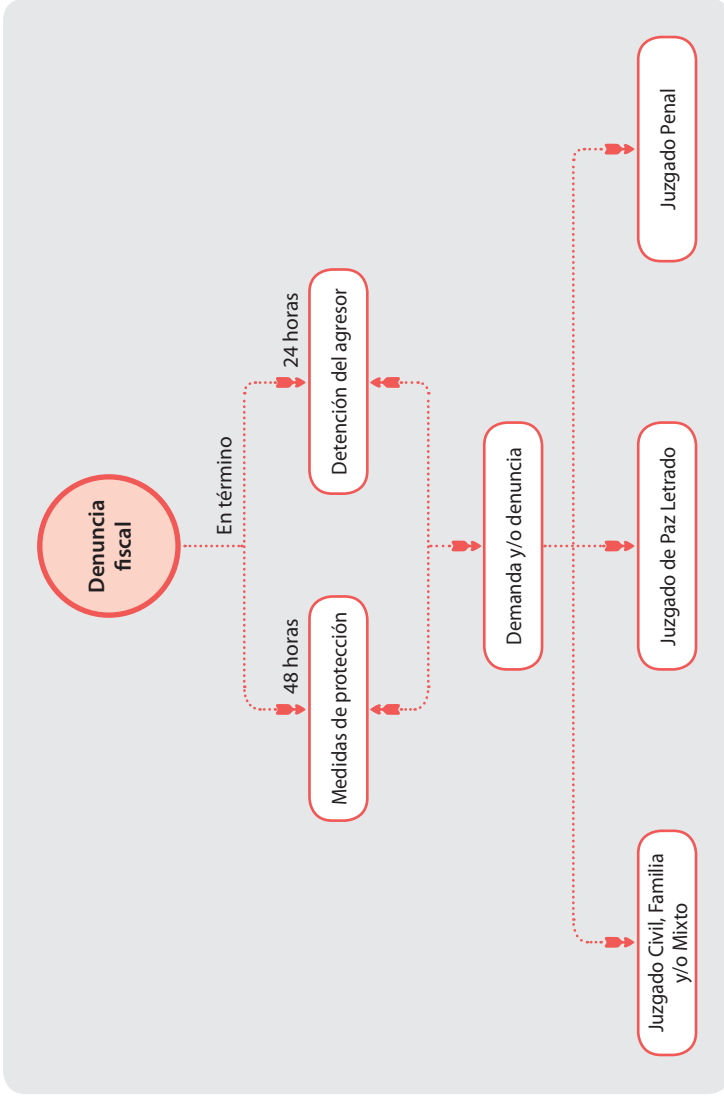 Denuncia
fiscal
En término
48 horas
24 horas
Medidas de protección
Detención del agresor
Demanda y/o denuncia
Juzgado Civil, Familia
y/o Mixto
Juzgado de Paz Letrado
Juzgado Penal